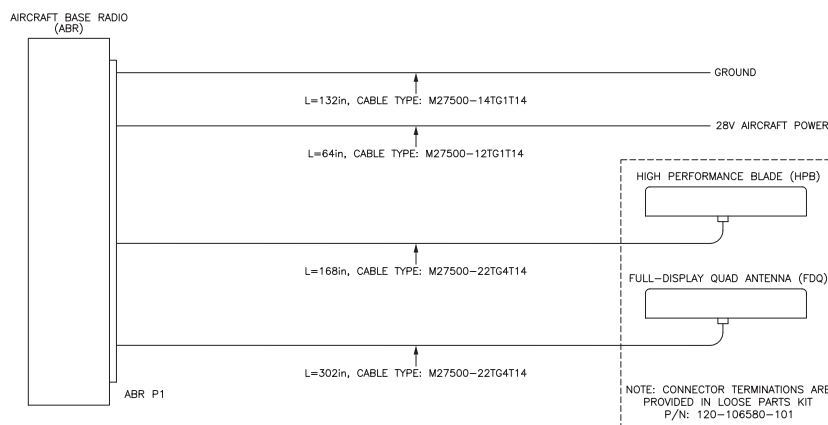 AIRCRAFT BASE RADIO
(ABR)
GROUND
L=132in, CABLE TYPE: M27500-14TG1T14
28V AIRCRAFT POWER
L=64in, CABLE TYPE: M27500-12TG1T14
HIGH PERFORMANCE BLADE (HPB)
L=168in, CABLE TYPE: M27500-22TG4T14
FULL-DISPLAY QUAD ANTENNA (FDQ)
L=302in, CABLE TYPE: M27500-22TG4T14
ABR P1
NOTE: CONNECTOR TERMINATIONS ARE
PROVIDED IN LOOSE PARTS KIT
P/N: 120-106580-101